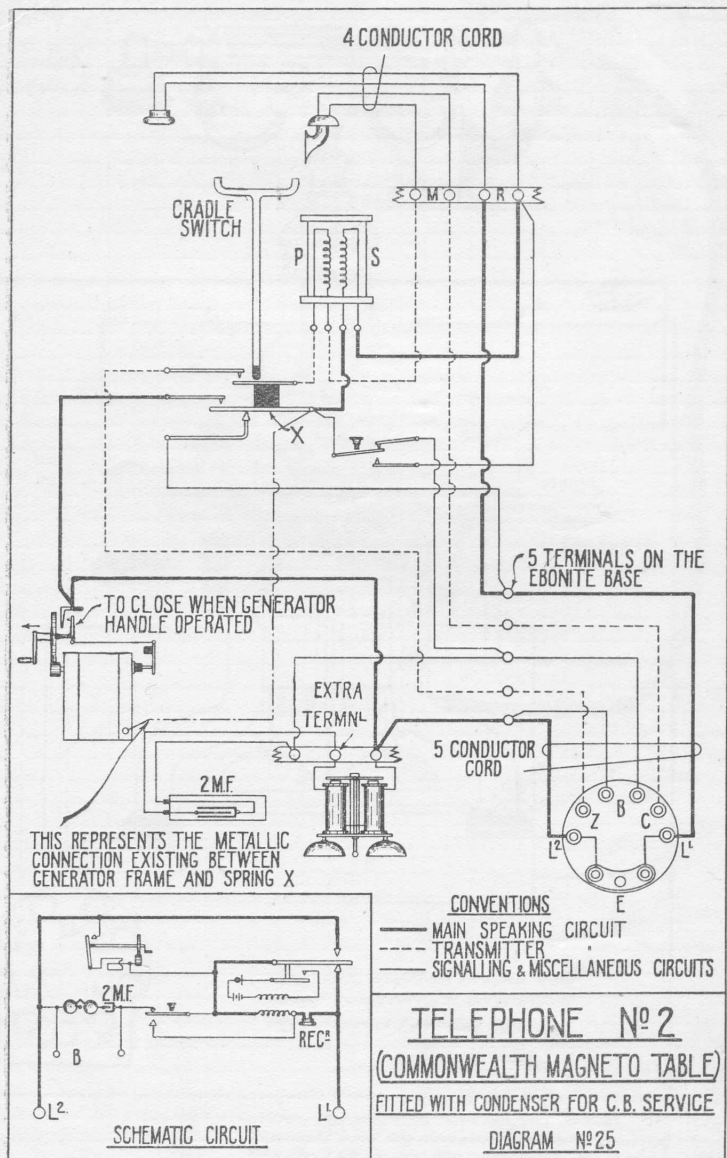 4 CONDUCTOR CORD
CRADLE
SWITCH
M
R
P
S
X
5 TERMINALS ON THE
EBONITE BASE
TO CLOSE WHEN GENERATOR
HANDLE OPERATED
EXTRA
TERMNL
5 CONDUCTOR
CORD
2 M.F.
B
Z
C
L2
L1
E
THIS REPRESENTS THE METALLIC
CONNECTION EXISTING BETWEEN
GENERATOR FRAME AND SPRING X
CONVENTIONS
MAIN SPEAKING CIRCUIT
TRANSMITTER "
SIGNALLING & MISCELLANEOUS CIRCUITS
2 M.F.
B
RECR
L2.
L1.
SCHEMATIC CIRCUIT
TELEPHONE Nº 2
(COMMONWEALTH MAGNETO TABLE)
FITTED WITH CONDENSER FOR C.B. SERVICE
DIAGRAM Nº 25